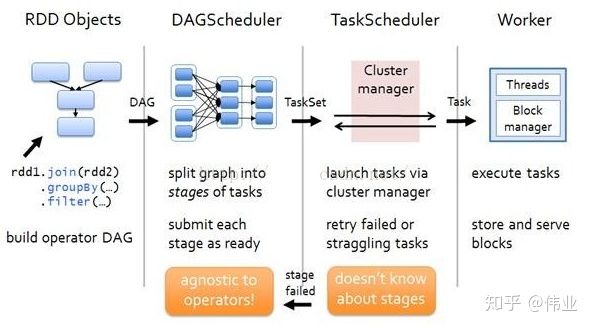 RDD Objects
DAG
rdd1.join(rdd2)
.groupBy(…)
.filter(…)
build operator DAG
DAGScheduler
TaskSet
split graph into
stages of tasks
submit each
stage as ready
agnostic to
operators!
stage
failed
TaskScheduler
Cluster
manager
Task
launch tasks via
cluster manager
retry failed or
straggling tasks
doesn't know
about stages
Worker
Threads
Block
manager
execute tasks
store and serve
blocks
知乎 @伟业